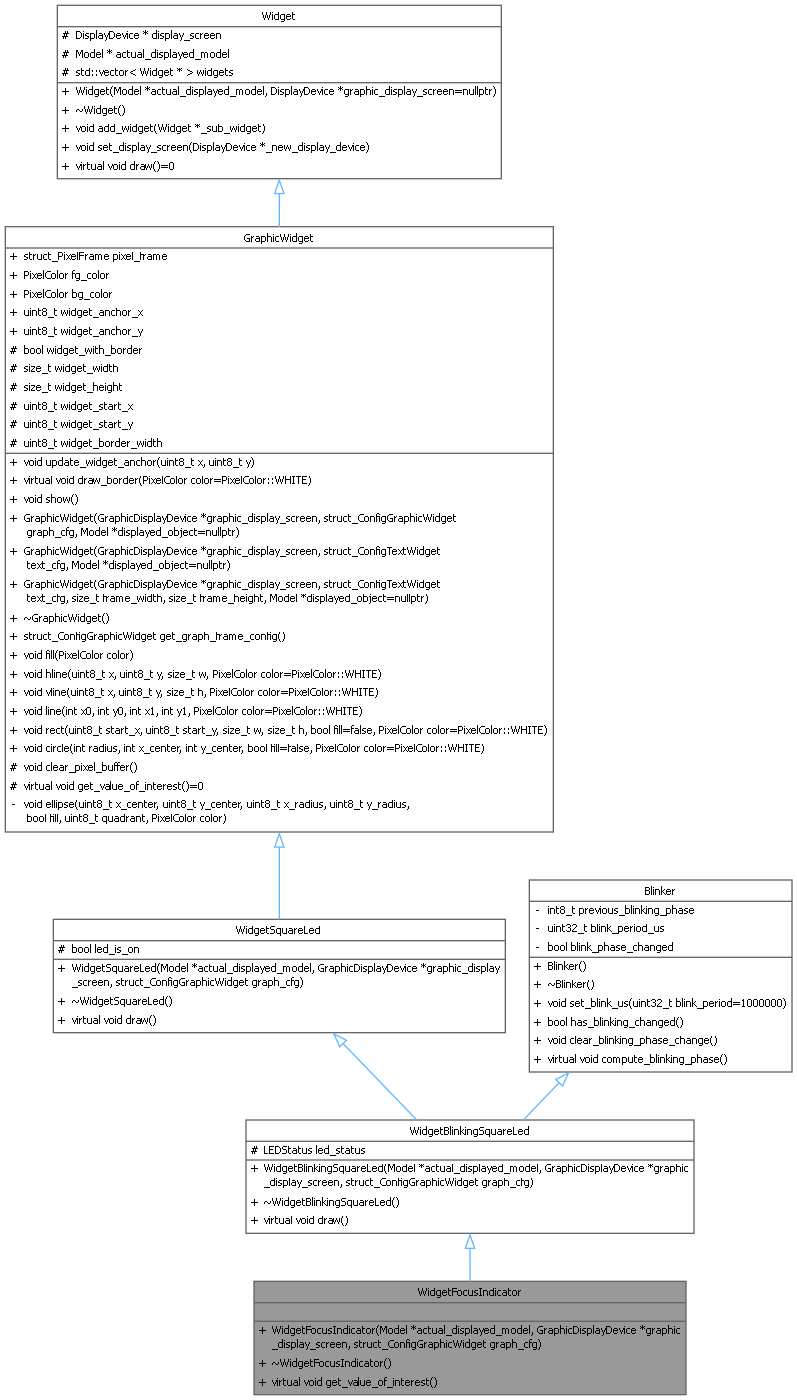 Widget
# DisplayDevice * display_screen
# Model * actual_displayed_model
# std::vector< Widget * > widgets
+ Widget(Model *actual_displayed_model, DisplayDevice *graphic_display_screen=nullptr)
+ ~Widget()
+ void add_widget(Widget *_sub_widget)
+ void set_display_screen(DisplayDevice *_new_display_device)
+ virtual void draw()=0
GraphicWidget
+ struct_PixelFrame pixel_frame
+ PixelColor fg_color
+ PixelColor bg_color
+ uint8_t widget_anchor_x
+ uint8_t widget_anchor_y
# bool widget_with_border
# size_t widget_width
# size_t widget_height
# uint8_t widget_start_x
# uint8_t widget_start_y
# uint8_t widget_border_width
+ void update_widget_anchor(uint8_t x, uint8_t y)
+ virtual void draw_border(PixelColor color=PixelColor::WHITE)
+ void show()
+ GraphicWidget(GraphicDisplayDevice *graphic_display_screen, struct_ConfigGraphicWidget
graph_cfg, Model *displayed_object=nullptr)
+ GraphicWidget(GraphicDisplayDevice *graphic_display_screen, struct_ConfigTextWidget
text_cfg, Model *displayed_object=nullptr)
+ GraphicWidget(GraphicDisplayDevice *graphic_display_screen, struct_ConfigTextWidget
text_cfg, size_t frame_width, size_t frame_height, Model *displayed_object=nullptr)
+ ~GraphicWidget()
+ struct_ConfigGraphicWidget get_graph_frame_config()
+ void fill(PixelColor color)
+ void hline(uint8_t x, uint8_t y, size_t w, PixelColor color=PixelColor::WHITE)
+ void vline(uint8_t x, uint8_t y, size_t h, PixelColor color=PixelColor::WHITE)
+ void line(int x0, int y0, int x1, int y1, PixelColor color=PixelColor::WHITE)
+ void rect(uint8_t start_x, uint8_t start_y, size_t w, size_t h, bool fill=false, PixelColor color=PixelColor::WHITE)
+ void circle(int radius, int x_center, int y_center, bool fill=false, PixelColor color=PixelColor::WHITE)
# void clear_pixel_buffer()
# virtual void get_value_of_interest()=0
- void ellipse(uint8_t x_center, uint8_t y_center, uint8_t x_radius, uint8_t y_radius,
bool fill, uint8_t quadrant, PixelColor color)
Blinker
- int8_t previous_blinking_phase
- uint32_t blink_period_us
- bool blink_phase_changed
+ Blinker()
+ ~Blinker()
+ void set_blink_us(uint32_t blink_period=1000000)
+ bool has_blinking_changed()
+ void clear_blinking_phase_change()
+ virtual void compute_blinking_phase()
WidgetSquareLed
# bool led_is_on
+ WidgetSquareLed(Model *actual_displayed_model, GraphicDisplayDevice *graphic_display
_screen, struct_ConfigGraphicWidget graph_cfg)
+ ~WidgetSquareLed()
+ virtual void draw()
WidgetBlinkingSquareLed
# LEDStatus led_status
+ WidgetBlinkingSquareLed(Model *actual_displayed_model, GraphicDisplayDevice *graphic
_display_screen, struct_ConfigGraphicWidget graph_cfg)
+ ~WidgetBlinkingSquareLed()
+ virtual void draw()
WidgetFocusIndicator
+ WidgetFocusIndicator(Model *actual_displayed_model, GraphicDisplayDevice *graphic
_display_screen, struct_ConfigGraphicWidget graph_cfg)
+ ~WidgetFocusIndicator()
+ virtual void get_value_of_interest()